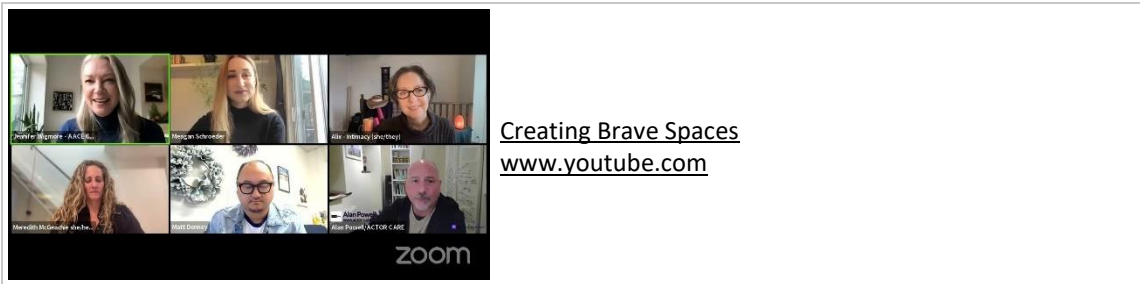 Jennifer Wigmore - AACE &
Meagan Schroeder
Alix - Intimacy (she/they)
Creating Brave Spaces
www.youtube.com
Meredith McGeachie she/he...
Matt Donney
Alan Powell
Alan Powell/ACTOR CARE
zoom